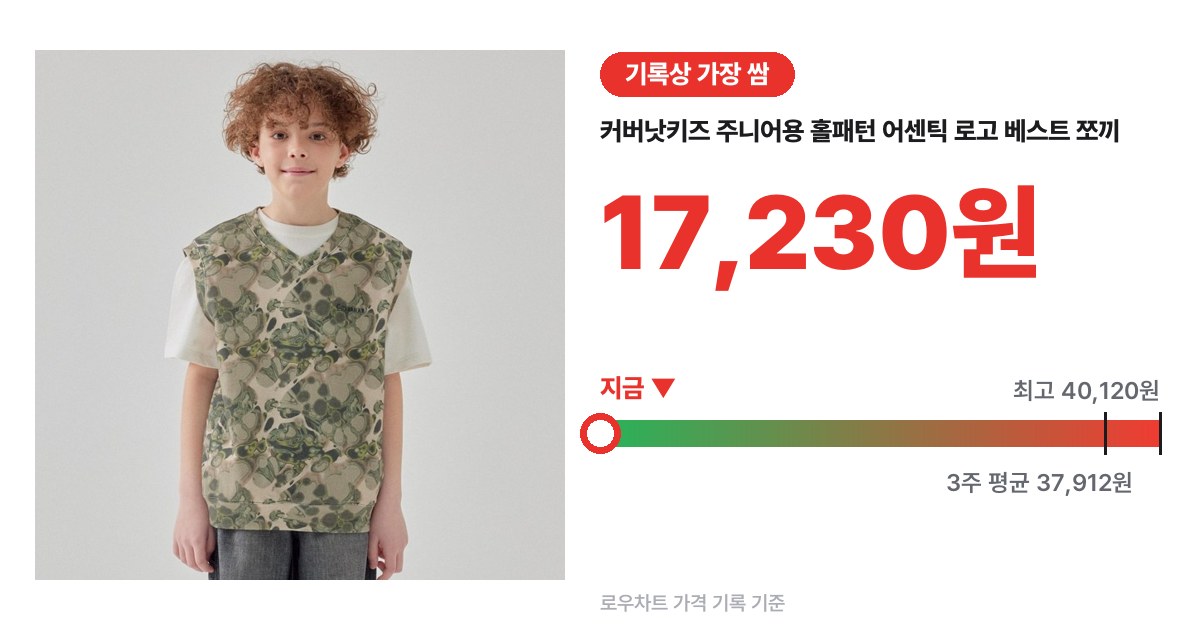 기록상 가장 쌈
커버낫키즈 주니어용 홀패턴 어센틱 로고 베스트 쪼끼
17,230원
지금 ▼
최고 40,120원
3주 평균 37,912원
로우차트 가격 기록 기준